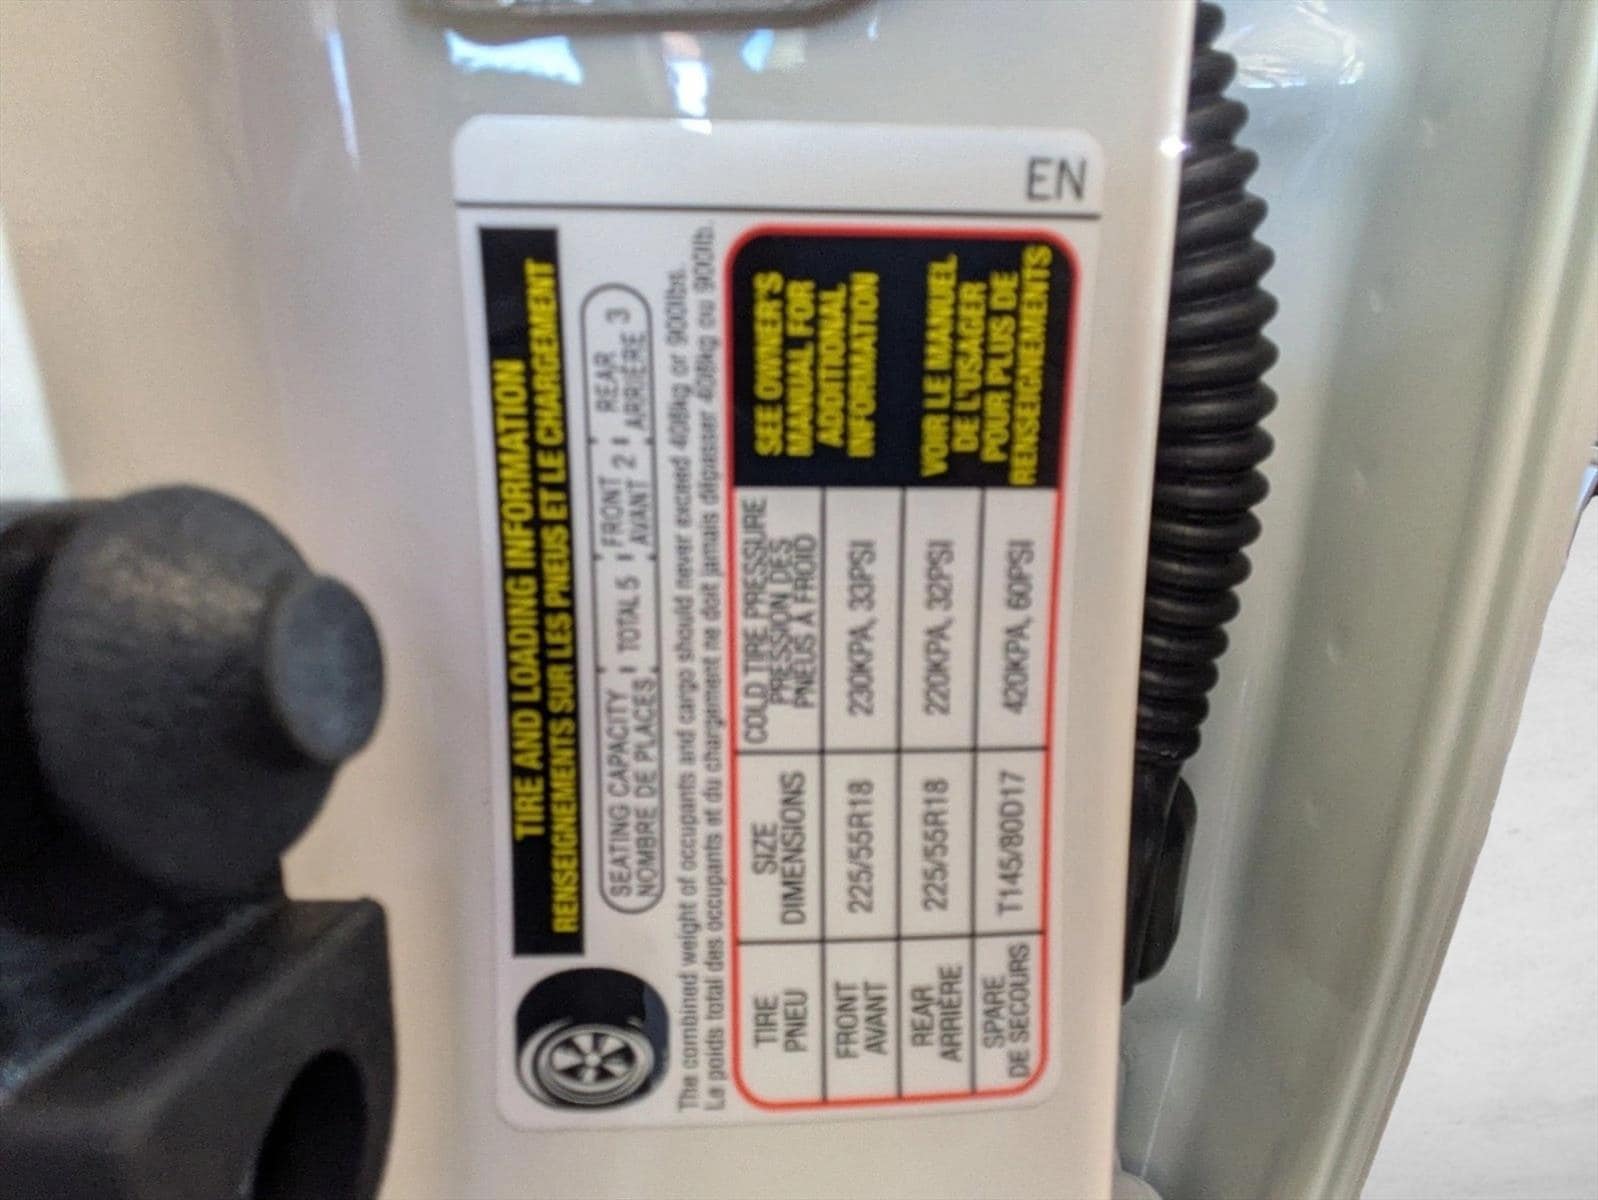 EN
TIRE AND LOADING INFORMATION
RENSEIGNEMENTS SUR LES PNEUS ET LE CHARGEMENT
SEATING CAPACITY TOTAL 5 FRONT 2 REAR 3
NOMBRE DE PLACES AVANT ARRIÈRE
The combined weight of occupants and cargo should never exceed 408kg or 900lbs.
Le poids total des occupants et du chargement ne doit jamais dépasser 408kg ou 900lb.
TIRE SIZE COLD TIRE PRESSURE
PNEU DIMENSIONS PRESSION DES
PNEUS À FROID
FRONT 225/55R18 230KPA, 33PSI
AVANT
REAR 225/55R18 220KPA, 32PSI
ARRIÈRE
SPARE T145/80D17 420KPA, 60PSI
DE SECOURS
SEE OWNER'S
MANUAL FOR
ADDITIONAL
INFORMATION
VOIR LE MANUEL
DE L'USAGER
POUR PLUS DE
RENSEIGNEMENTS